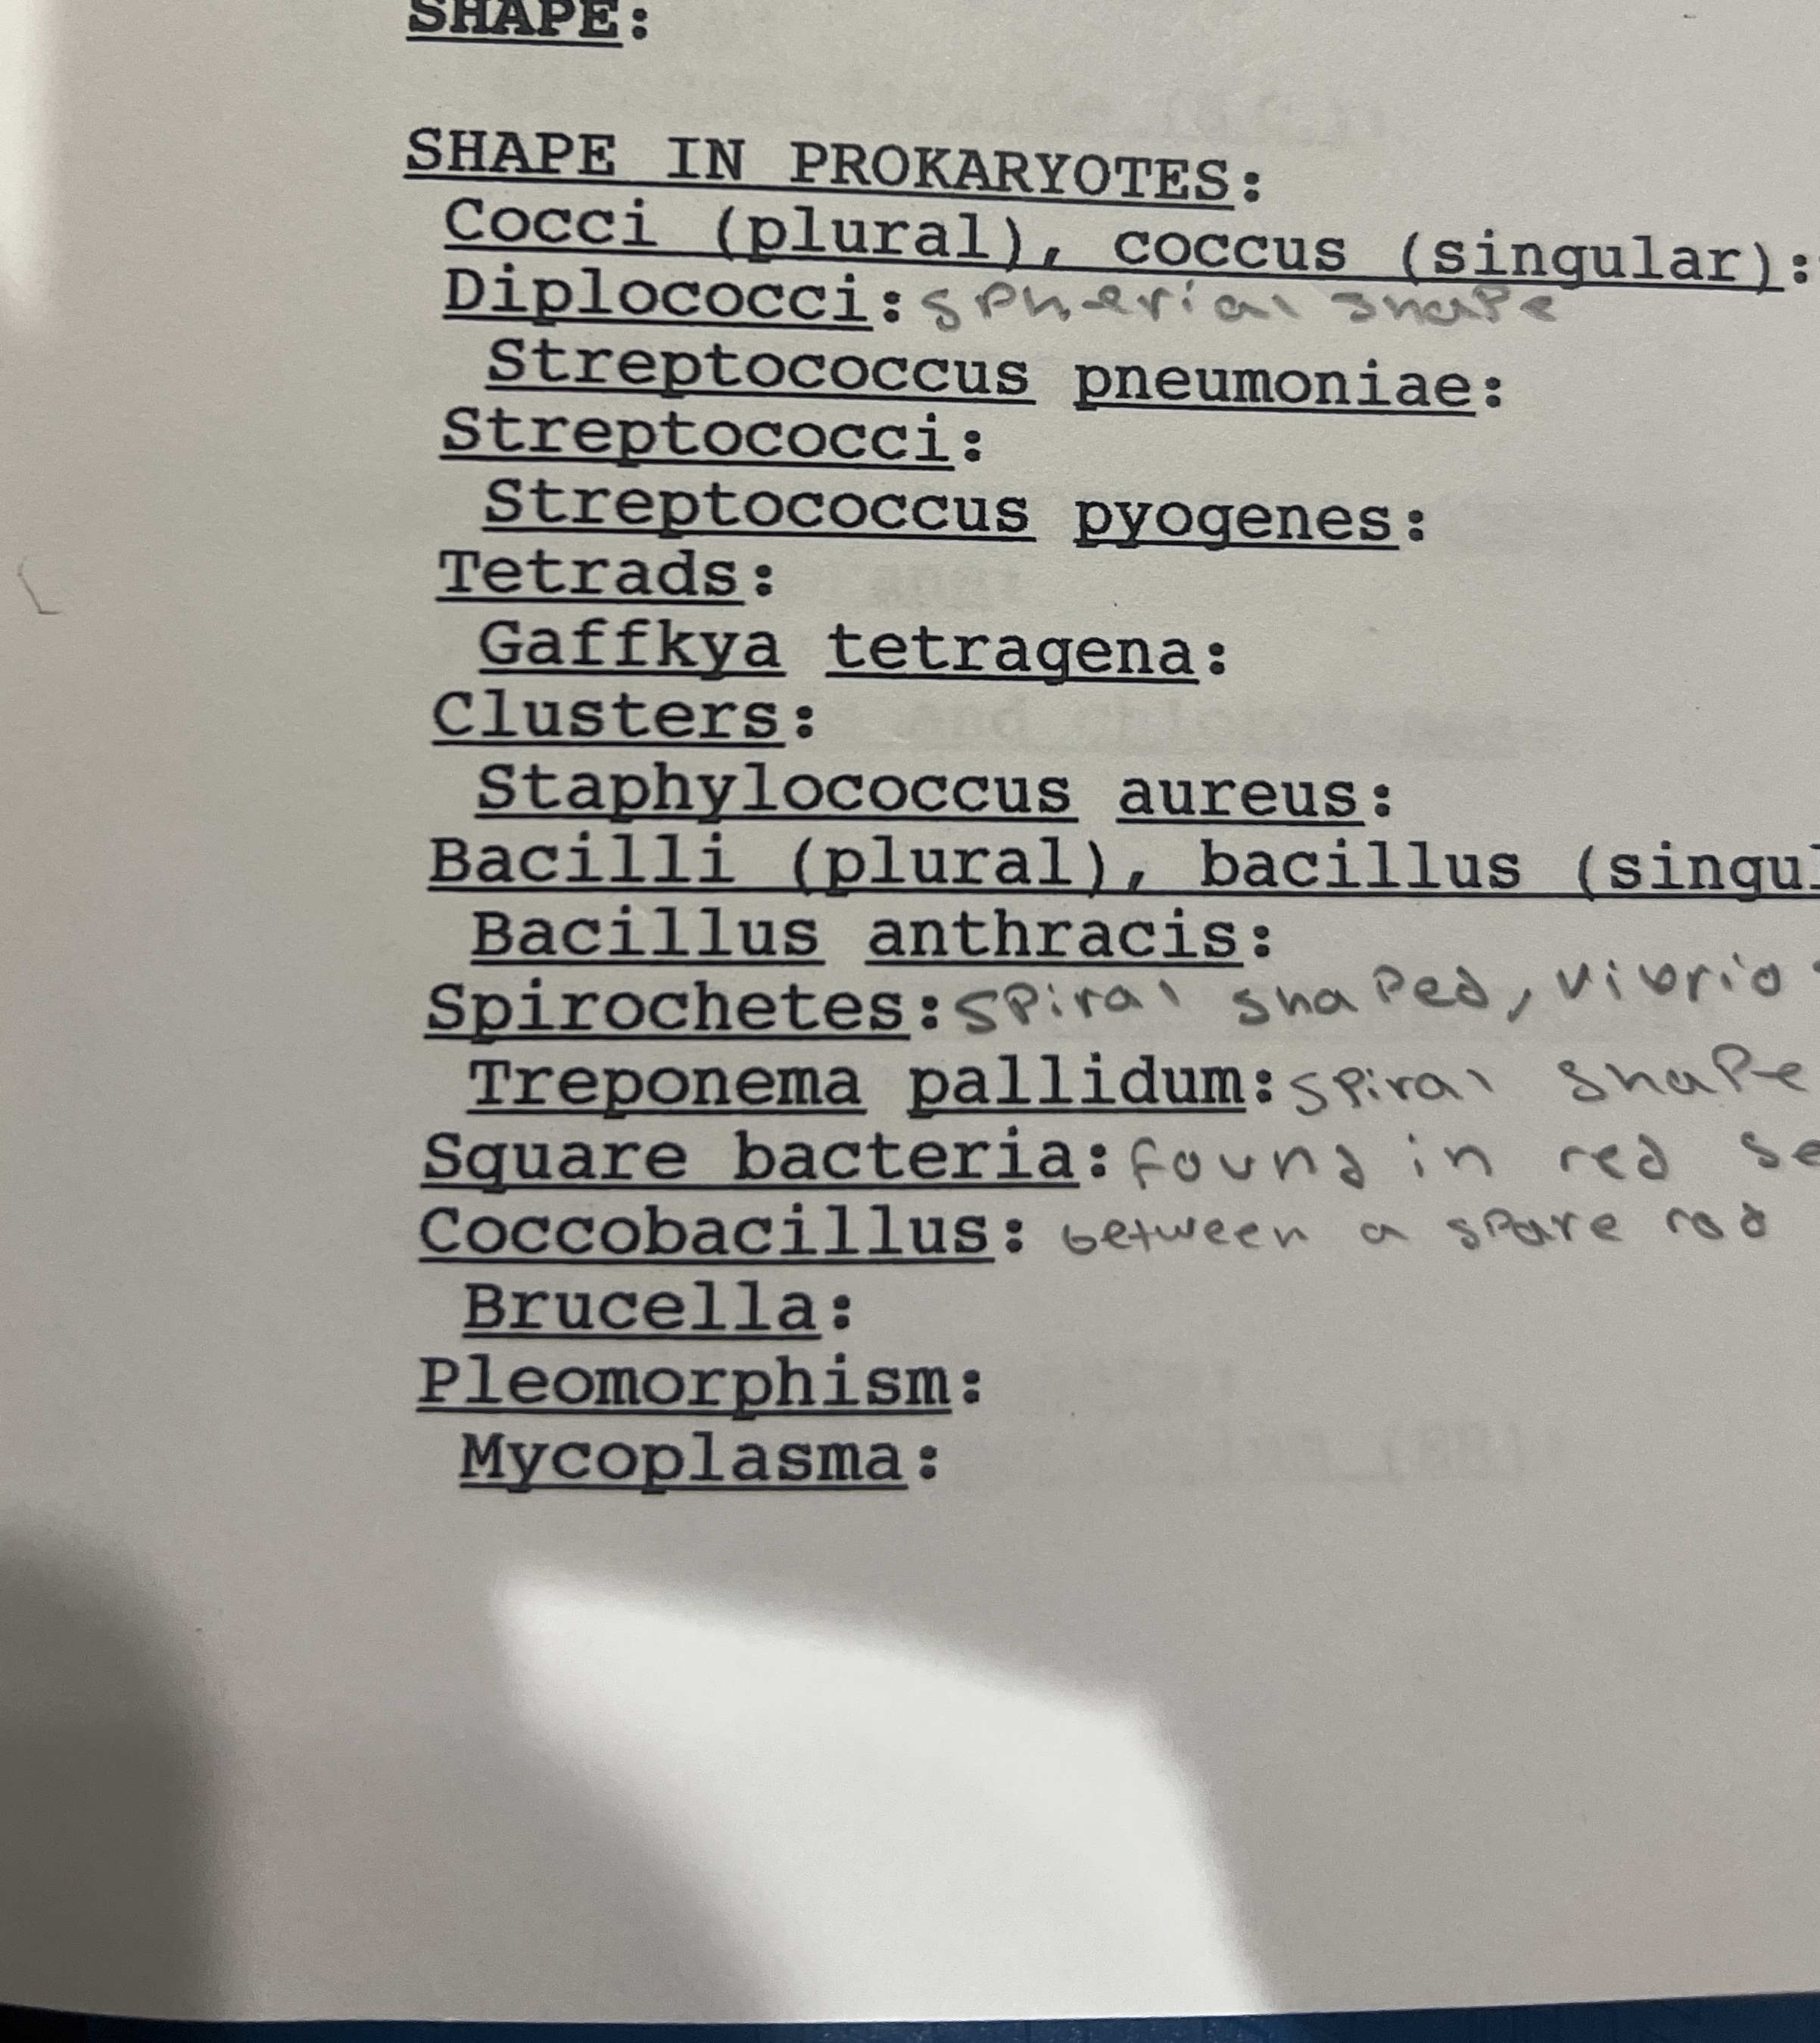 SHAPE:
SHAPE IN PROKARYOTES:
Cocci (plural), coccus (singular):
Diplococci: spherial shape
Streptococcus pneumoniae:
Streptococci:
Streptococcus pyogenes:
Tetrads:
Gaffkya tetragena:
Clusters:
Staphylococcus aureus:
Bacilli (plural), bacillus (singul
Bacillus anthracis:
Spirochetes: spiral shaped, vibrio
Treponema pallidum: spiral shape
Square bacteria: found in red se
Coccobacillus: between a spare rod
Brucella:
Pleomorphism:
Mycoplasma: